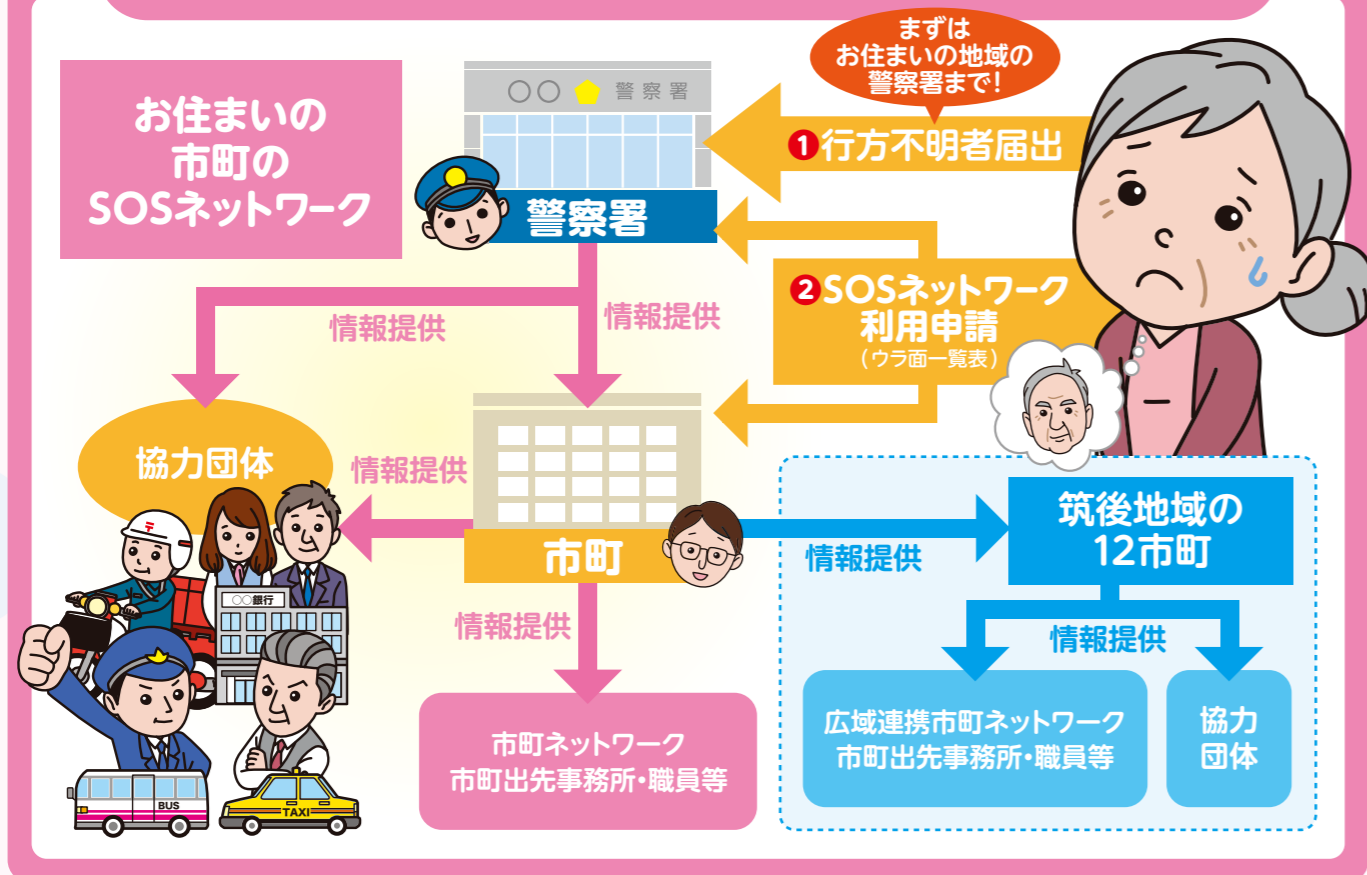 お住まいの
市町の
SOSネットワーク
まずは
お住まいの地域の
警察署まで!
○○ 警察署
警察署
❶行方不明者届出
❷SOSネットワーク
利用申請
(ウラ面一覧表)
情報提供
情報提供
協力団体
情報提供
市町
情報提供
筑後地域の
12市町
情報提供
情報提供
〒
○○銀行
BUS
TAXI
市町ネットワーク
市町出先事務所・職員等
広域連携市町ネットワーク
市町出先事務所・職員等
協力
団体